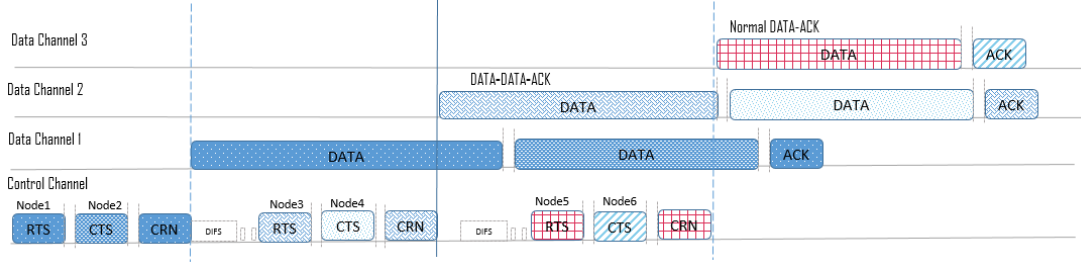 Normal DATA-ACK
Data Channel 3
DATA
ACK
DATA-DATA-ACK
Data Channel 2
DATA
DATA
ACK
Data Channel 1
DATA
DATA
ACK
Control Channel
Node1 Node2 Node3 Node4 Node5 Node6
RTS CTS CRN DIFS RTS CTS CRN DIFS RTS CTS CRN